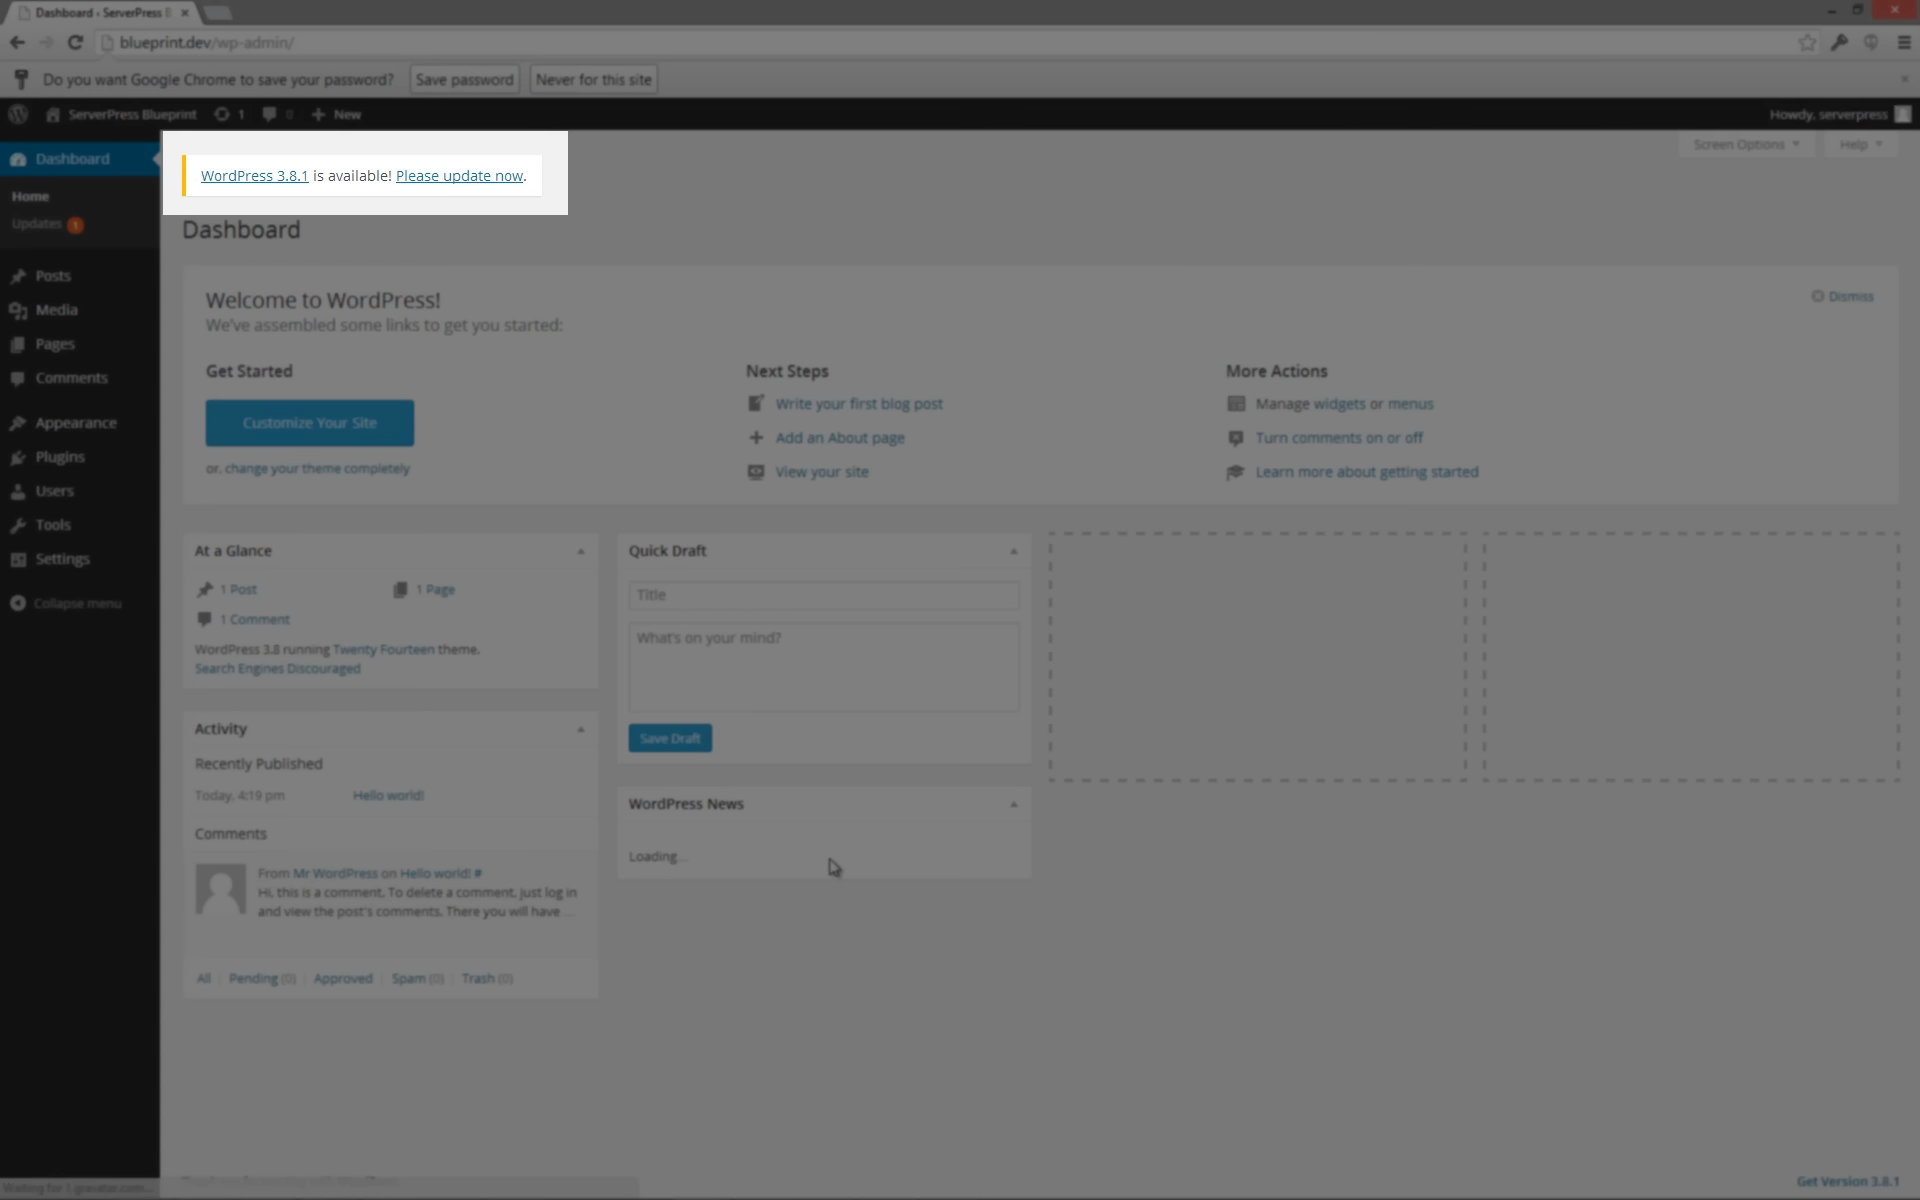 Dashboard ‹ ServerPress B
blueprint.dev/wp-admin/
Do you want Google Chrome to save your password? Save password Never for this site
ServerPress Blueprint 1 0 New Howdy, serverpress
Screen Options Help
WordPress 3.8.1 is available! Please update now.
Dashboard
Home
Updates 1
Posts
Media
Pages
Comments
Appearance
Plugins
Users
Tools
Settings
Collapse menu
Dashboard
Welcome to WordPress!
We've assembled some links to get you started:
Dismiss
Get Started
Customize Your Site
or, change your theme completely
Next Steps
Write your first blog post
Add an About page
View your site
More Actions
Manage widgets or menus
Turn comments on or off
Learn more about getting started
At a Glance
1 Post 1 Page
1 Comment
WordPress 3.8 running Twenty Fourteen theme.
Search Engines Discouraged
Activity
Recently Published
Today, 4:19 pm Hello world!
Comments
From Mr WordPress on Hello world! #
Hi, this is a comment. To delete a comment, just log in
and view the post's comments. There you will have ...
All | Pending (0) | Approved | Spam (0) | Trash (0)
Quick Draft
Title
What's on your mind?
Save Draft
WordPress News
Loading...
Waiting for 1.gravatar.com...
Get Version 3.8.1